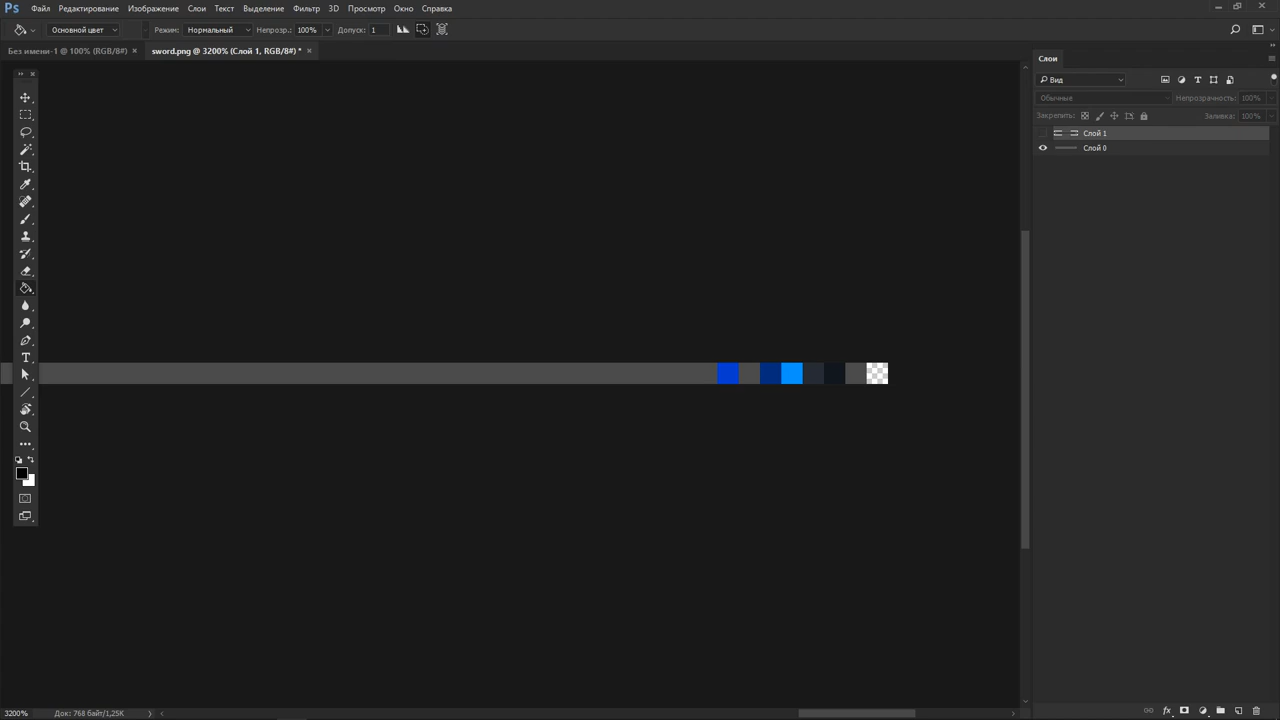 Ps Файл Редактирование Изображение Слои Текст Выделение Фильтр 3D Просмотр Окно Справка
Основной цвет Режим: Нормальный Непрозр.: 100% Допуск: 1
Без имени-1 @ 100% (RGB/8#) × sword.png @ 3200% (Слой 1, RGB/8#) * ×
Слои
Вид
Обычные Непрозрачность: 100%
Закрепить: Заливка: 100%
Слой 1
Слой 0
3200% Док: 768 байт/1,25K